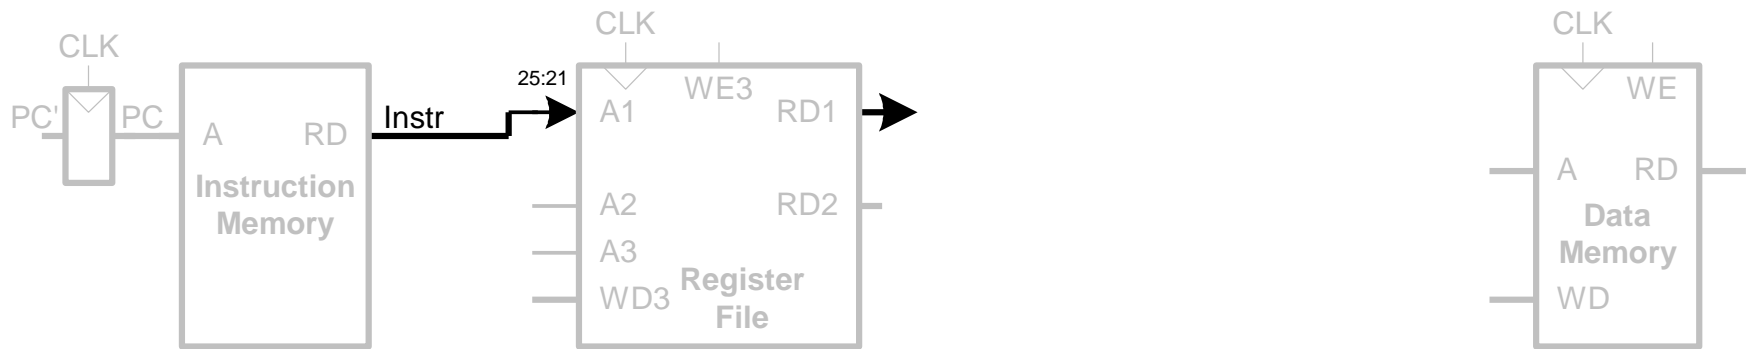 CLK
PC'
PC
A
RD
Instruction
Memory
Instr
25:21
CLK
WE3
A1
RD1
A2
RD2
A3
WD3
Register
File
CLK
WE
A
RD
Data
Memory
WD